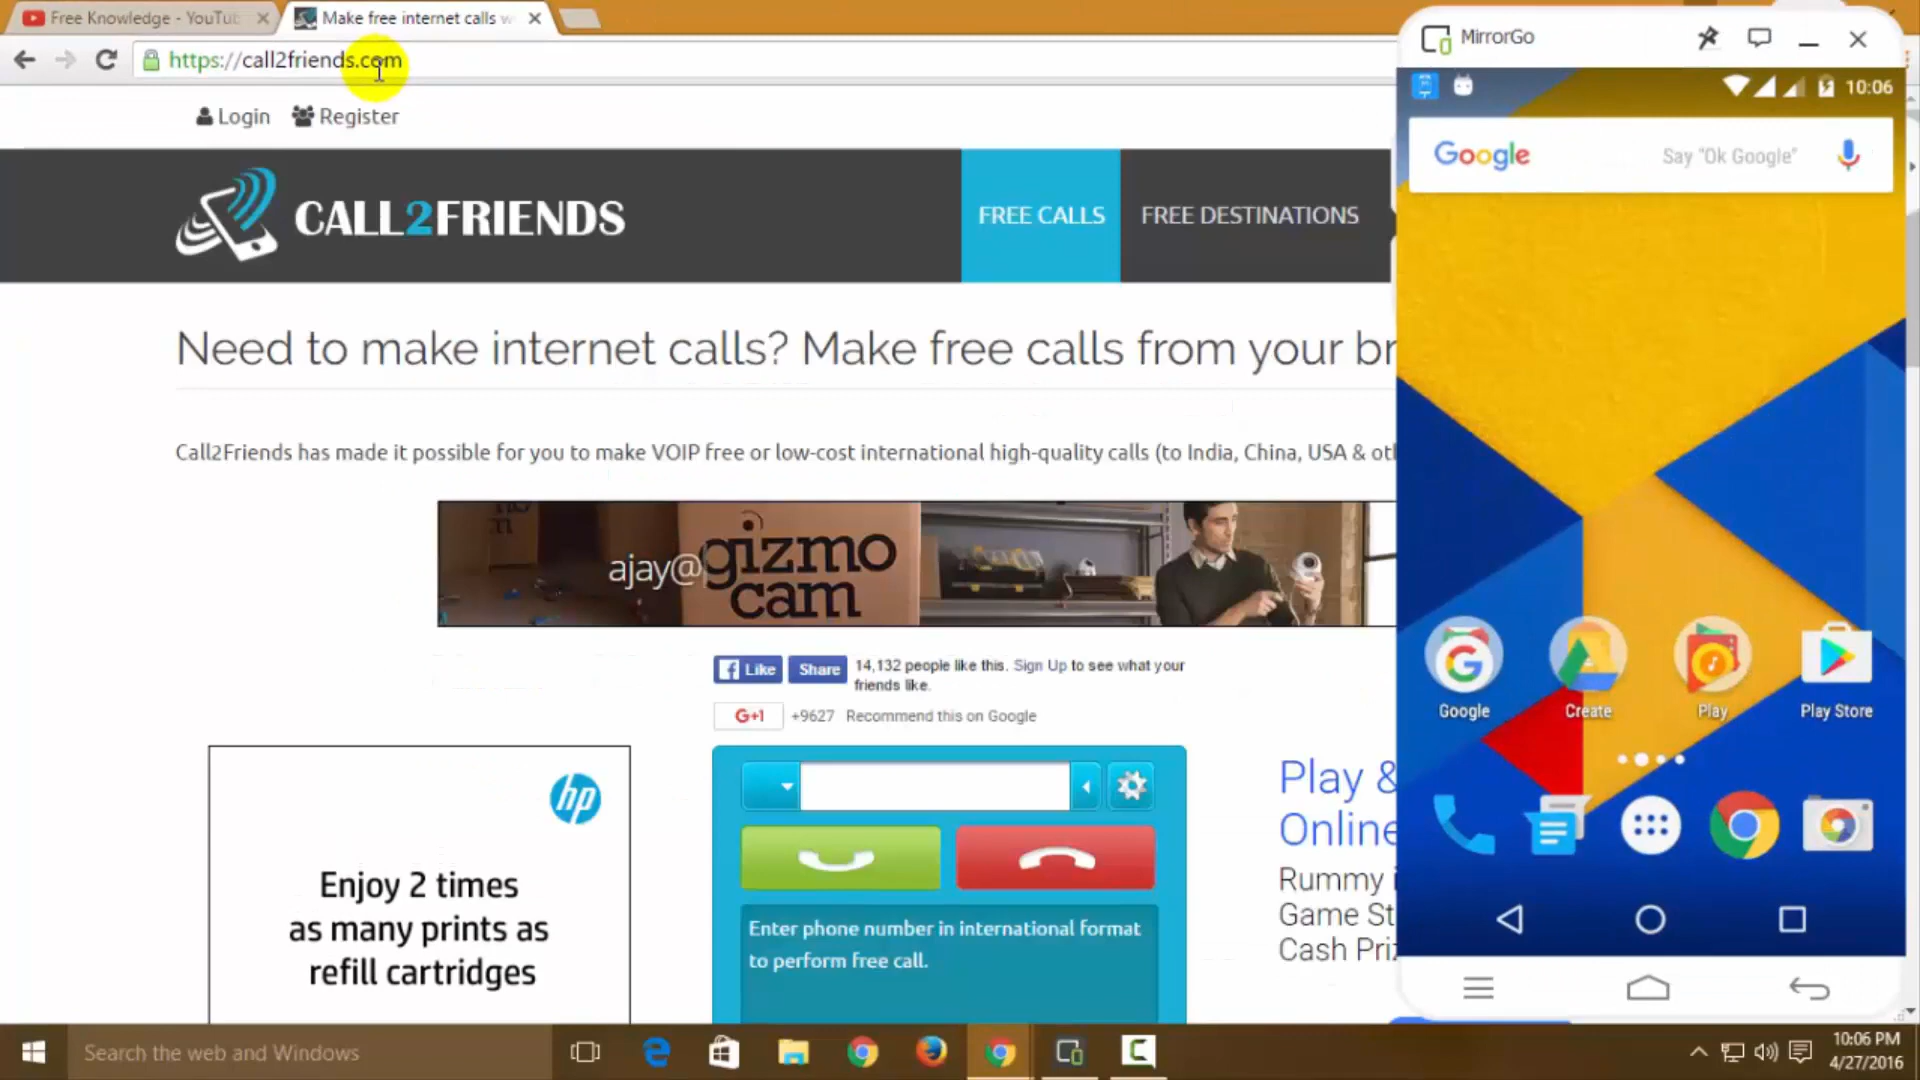 Free Knowledge - YouTub
Make free internet calls w
https://call2friends.com
Login
Register
CALL2FRIENDS
FREE CALLS
FREE DESTINATIONS
Need to make internet calls? Make free calls from your br
Call2Friends has made it possible for you to make VOIP free or low-cost international high-quality calls (to India, China, USA & oth
ajay@gizmo
cam
Like
Share
14,132 people like this. Sign Up to see what your
friends like.
G+1
+9627
Recommend this on Google
hp
Enjoy 2 times
as many prints as
refill cartridges
Enter phone number in international format
to perform free call.
Play &
Online
Rummy i
Game St
Cash Priz
MirrorGo
10:06
Google
Say "Ok Google"
Google
Create
Play
Play Store
Search the web and Windows
10:06 PM
4/27/2016